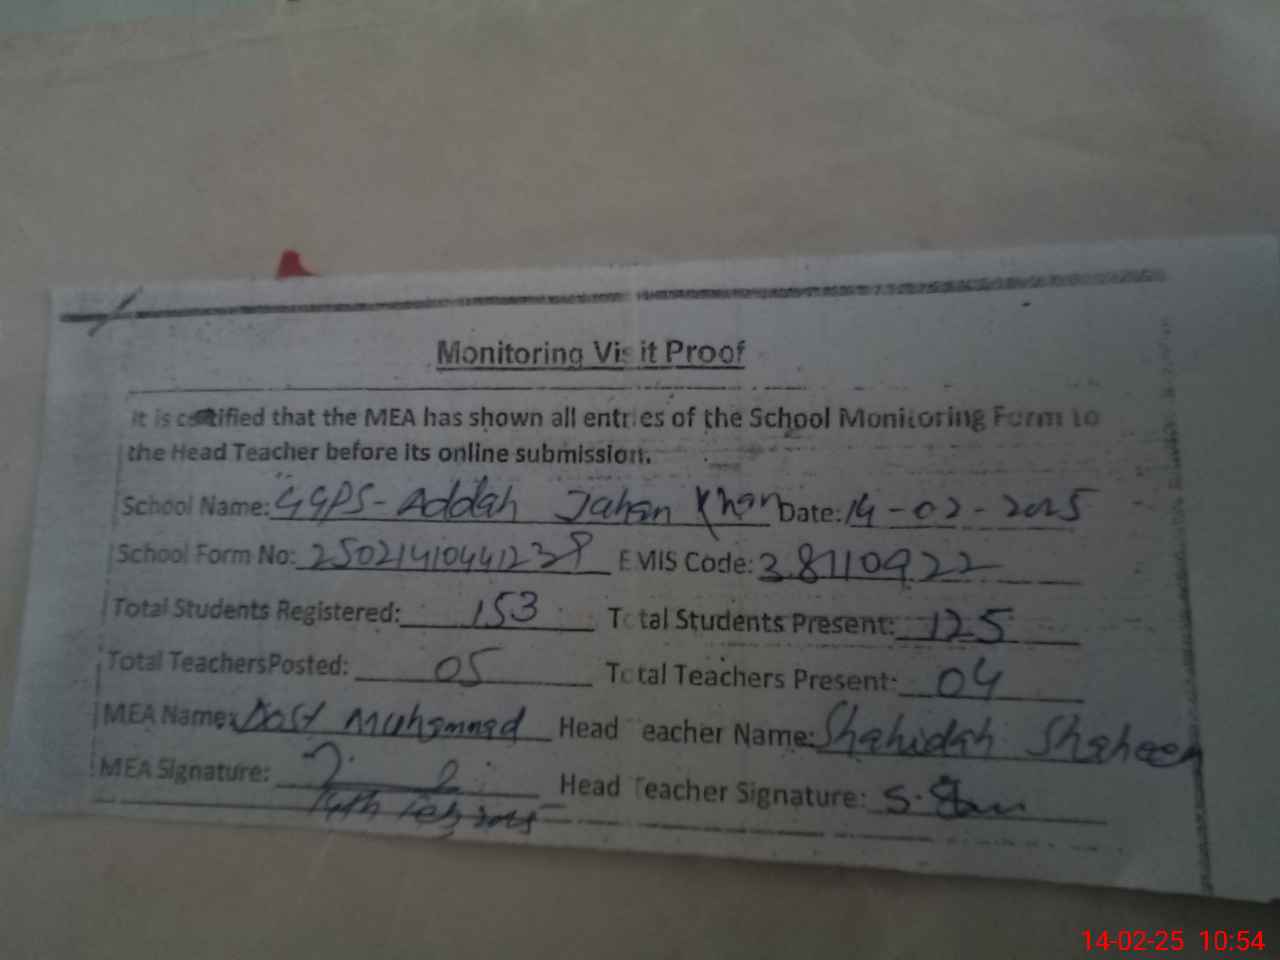 Monitoring Visit Proof
It is certified that the MEA has shown all entries of the School Monitoring Form to
the Head Teacher before its online submission.
School Name: GGPS-Addah Jahan Khan Date: 14-02-2025
School Form No: 25021410441238 EMIS Code: 38110922
Total Students Registered: 153 Total Students Present: 125
Total TeachersPosted: 05 Total Teachers Present: 04
MEA Name: Dost Muhammad Head Teacher Name: Shahidah Shaheen
MEA Signature: Head Teacher Signature: S.
14th Feb 2025
14-02-25 10:54